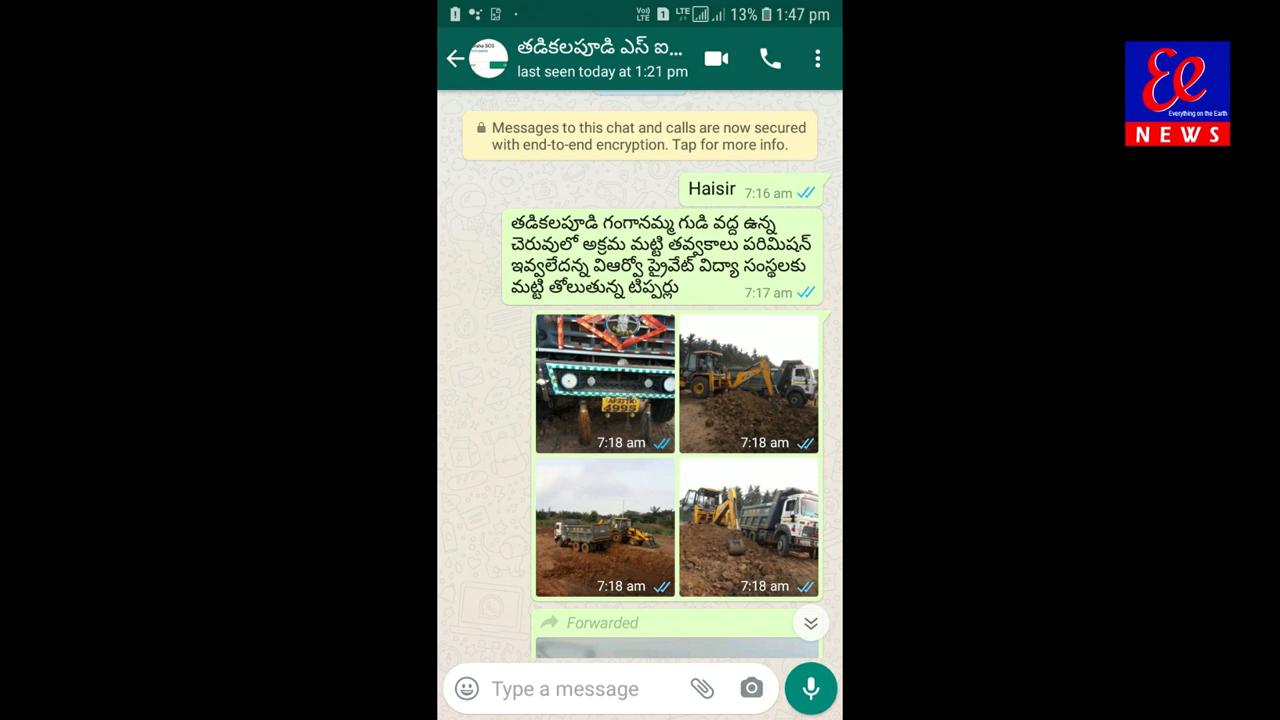 13% 1:47 pm
తడికలపూడి ఎస్ ఐ...
last seen today at 1:21 pm
Everything on the Earth
NEWS
Messages to this chat and calls are now secured
with end-to-end encryption. Tap for more info.
Haisir 7:16 am
తడికలపూడి గంగానమ్మ గుడి వద్ద ఉన్న
చెరువులో అక్రమ మట్టి తవ్వకాలు పరిమిషన్
ఇవ్వలేదన్న విఆర్వో ప్రైవేట్ విద్యా సంస్థలకు
మట్టి తోలుతున్న టిప్పర్లు 7:17 am
7:18 am 7:18 am
7:18 am 7:18 am
Forwarded
Type a message